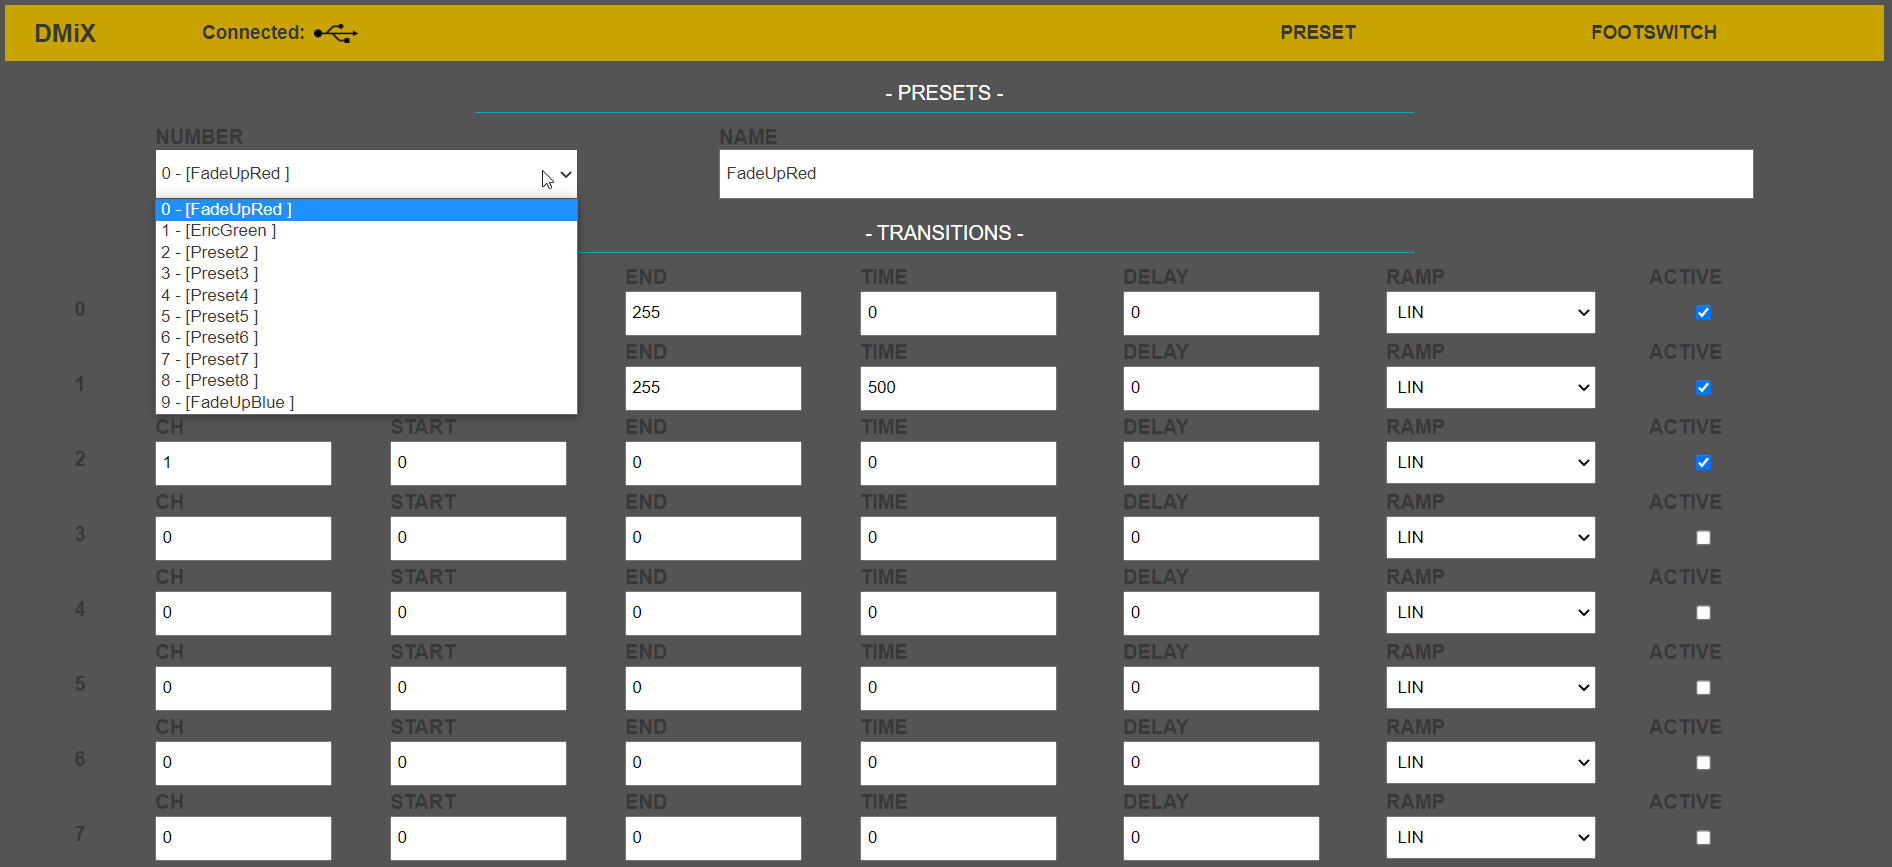 DMiX Connected: PRESET FOOTSWITCH
- PRESETS -
NUMBER NAME
0 - [FadeUpRed ] FadeUpRed
0 - [FadeUpRed ]
1 - [EricGreen ]
2 - [Preset2 ]
3 - [Preset3 ]
4 - [Preset4 ]
5 - [Preset5 ]
6 - [Preset6 ]
7 - [Preset7 ]
8 - [Preset8 ]
9 - [FadeUpBlue ]
- TRANSITIONS -
END TIME DELAY RAMP ACTIVE
0 255 0 0 LIN
END TIME DELAY RAMP ACTIVE
1 255 500 0 LIN
CH START END TIME DELAY RAMP ACTIVE
2 1 0 0 0 0 LIN
CH START END TIME DELAY RAMP ACTIVE
3 0 0 0 0 0 LIN
CH START END TIME DELAY RAMP ACTIVE
4 0 0 0 0 0 LIN
CH START END TIME DELAY RAMP ACTIVE
5 0 0 0 0 0 LIN
CH START END TIME DELAY RAMP ACTIVE
6 0 0 0 0 0 LIN
CH START END TIME DELAY RAMP ACTIVE
7 0 0 0 0 0 LIN